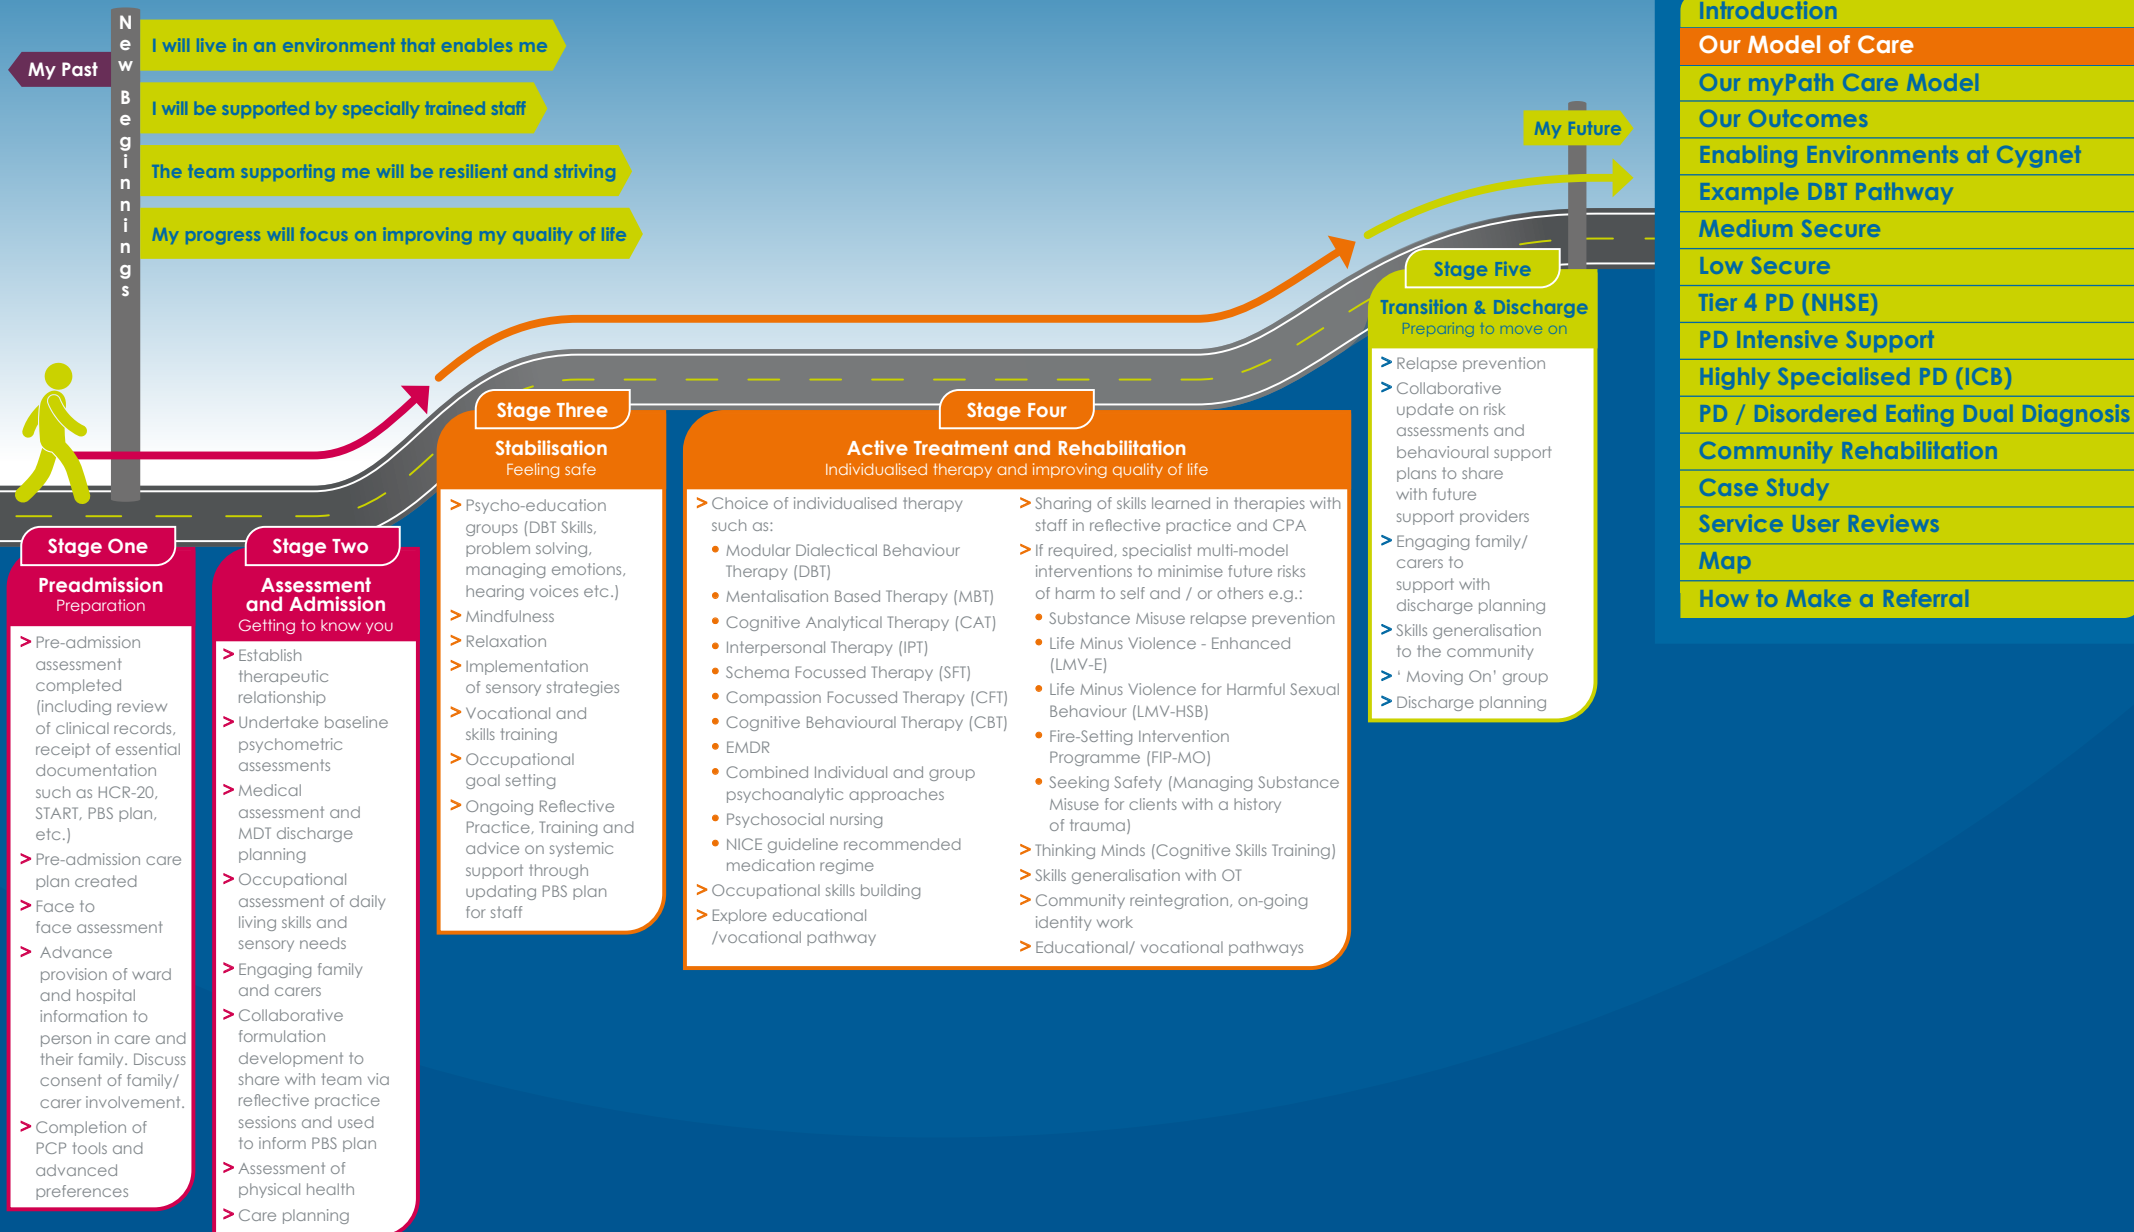 New Beginnings
My Past
I will live in an environment that enables me
I will be supported by specially trained staff
The team supporting me will be resilient and striving
My progress will focus on improving my quality of life
My Future
Stage One
Preadmission
Preparation
> Pre-admission
assessment
completed
(including review
of clinical records,
receipt of essential
documentation
such as HCR-20,
START, PBS plan,
etc.)
> Pre-admission care
plan created
> Face to
face assessment
> Advance
provision of ward
and hospital
information to
person in care and
their family. Discuss
consent of family/
carer involvement.
> Completion of
PCP tools and
advanced
preferences
Stage Two
Assessment
and Admission
Getting to know you
> Establish
therapeutic
relationship
> Undertake baseline
psychometric
assessments
> Medical
assessment and
MDT discharge
planning
> Occupational
assessment of daily
living skills and
sensory needs
> Engaging family
and carers
> Collaborative
formulation
development to
share with team via
reflective practice
sessions and used
to inform PBS plan
> Assessment of
physical health
> Care planning
Stage Three
Stabilisation
Feeling safe
> Psycho-education
groups (DBT Skills,
problem solving,
managing emotions,
hearing voices etc.)
> Mindfulness
> Relaxation
> Implementation
of sensory strategies
> Vocational and
skills training
> Occupational
goal setting
> Ongoing Reflective
Practice, Training and
advice on systemic
support through
updating PBS plan
for staff
Stage Four
Active Treatment and Rehabilitation
Individualised therapy and improving quality of life
> Choice of individualised therapy
such as:
• Modular Dialectical Behaviour
Therapy (DBT)
• Mentalisation Based Therapy (MBT)
• Cognitive Analytical Therapy (CAT)
• Interpersonal Therapy (IPT)
• Schema Focussed Therapy (SFT)
• Compassion Focussed Therapy (CFT)
• Cognitive Behavioural Therapy (CBT)
• EMDR
• Combined Individual and group
psychoanalytic approaches
• Psychosocial nursing
• NICE guideline recommended
medication regime
> Occupational skills building
> Explore educational
/vocational pathway
> Sharing of skills learned in therapies with
staff in reflective practice and CPA
> If required, specialist multi-model
interventions to minimise future risks
of harm to self and / or others e.g.:
• Substance Misuse relapse prevention
• Life Minus Violence - Enhanced
(LMV-E)
• Life Minus Violence for Harmful Sexual
Behaviour (LMV-HSB)
• Fire-Setting Intervention
Programme (FIP-MO)
• Seeking Safety (Managing Substance
Misuse for clients with a history
of trauma)
> Thinking Minds (Cognitive Skills Training)
> Skills generalisation with OT
> Community reintegration, on-going
identity work
> Educational/ vocational pathways
Stage Five
Transition & Discharge
Preparing to move on
> Relapse prevention
> Collaborative
update on risk
assessments and
behavioural support
plans to share
with future
support providers
> Engaging family/
carers to
support with
discharge planning
> Skills generalisation
to the community
> ' Moving On' group
> Discharge planning
Introduction
Our Model of Care
Our myPath Care Model
Our Outcomes
Enabling Environments at Cygnet
Example DBT Pathway
Medium Secure
Low Secure
Tier 4 PD (NHSE)
PD Intensive Support
Highly Specialised PD (ICB)
PD / Disordered Eating Dual Diagnosis
Community Rehabilitation
Case Study
Service User Reviews
Map
How to Make a Referral